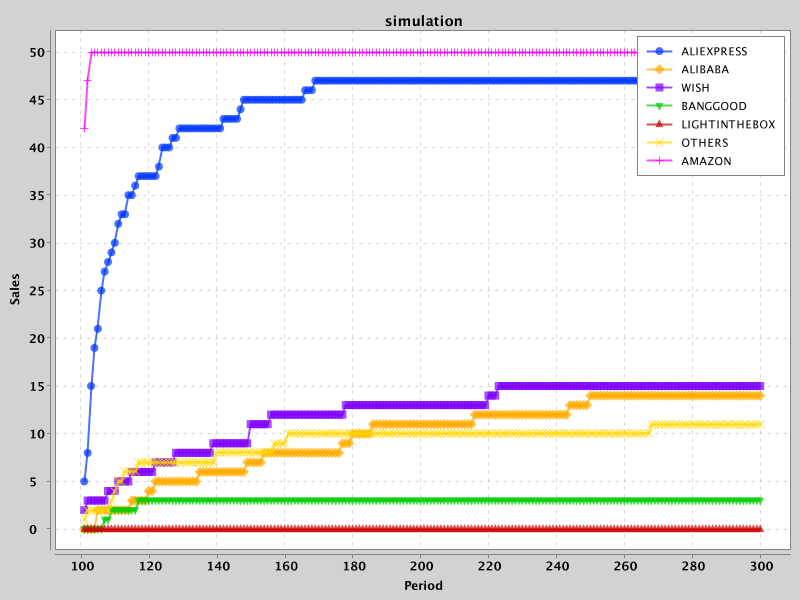 simulation
50
45
40
35
30
25
20
15
10
5
0
Sales
ALIEXPRESS
ALIBABA
WISH
BANGGOOD
LIGHTINTHEBOX
OTHERS
AMAZON
100 120 140 160 180 200 220 240 260 280 300
Period